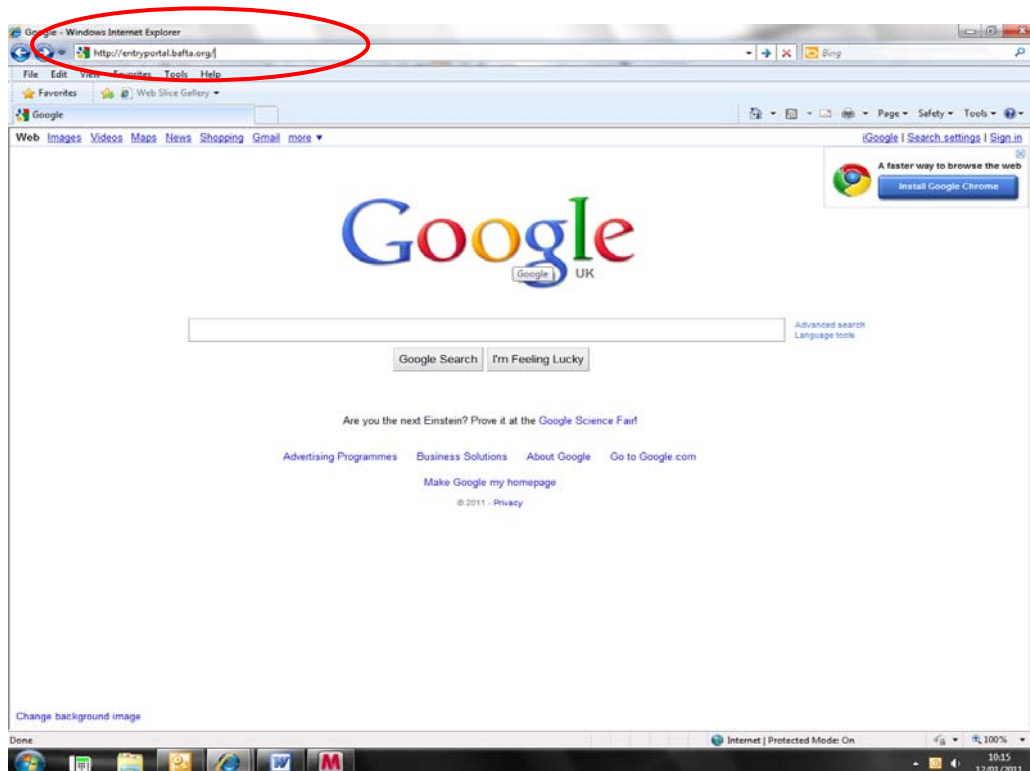 Google - Windows Internet Explorer
http://entryportal.bafta.org/
Bing
File Edit View Favorites Tools Help
Favorites Web Slice Gallery
Google
Page Safety Tools
Web Images Videos Maps News Shopping Gmail more
iGoogle | Search settings | Sign in
A faster way to browse the web
Install Google Chrome
Google
Google
UK
Advanced search
Language tools
Google Search I'm Feeling Lucky
Are you the next Einstein? Prove it at the Google Science Fair!
Advertising Programmes Business Solutions About Google Go to Google.com
Make Google my homepage
© 2011 - Privacy
Change background image
Done
Internet | Protected Mode: On
100%
W
M
10:15
12/01/2011